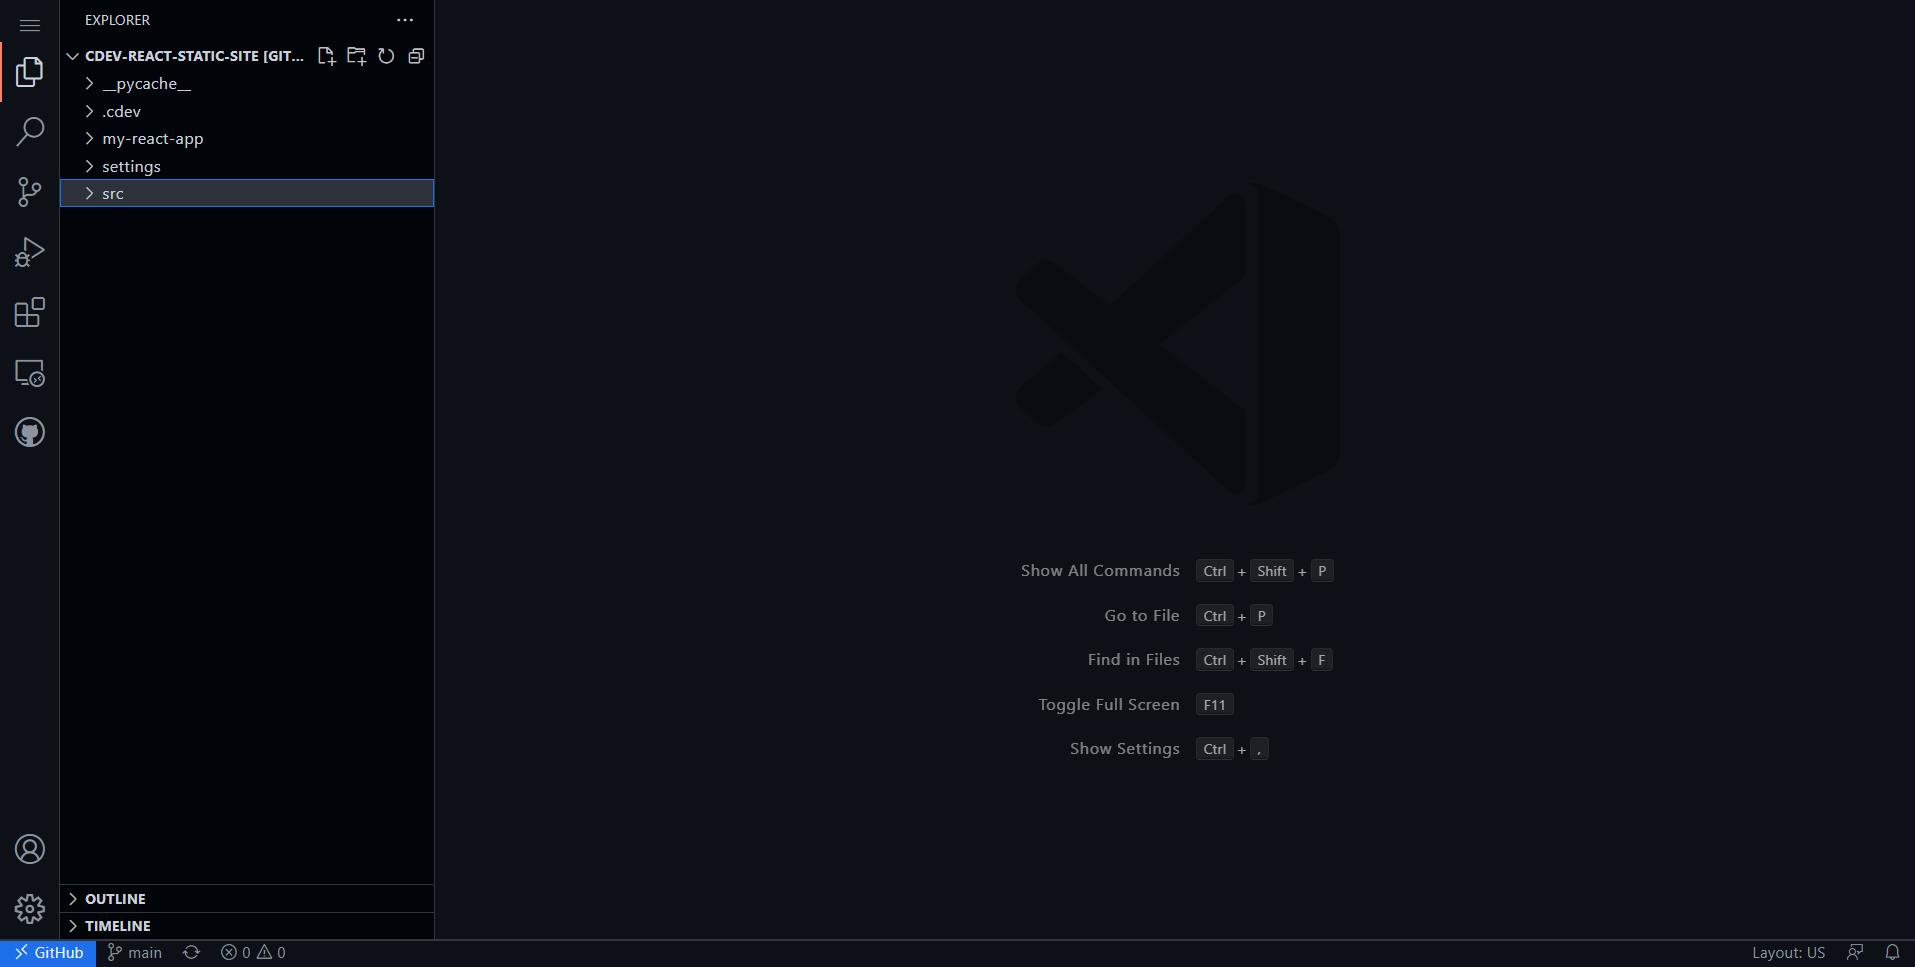 EXPLORER
CDEV-REACT-STATIC-SITE [GIT...
__pycache__
.cdev
my-react-app
settings
src
Show All Commands Ctrl + Shift + P
Go to File Ctrl + P
Find in Files Ctrl + Shift + F
Toggle Full Screen F11
Show Settings Ctrl + ,
OUTLINE
TIMELINE
GitHub main 0 0 Layout: US